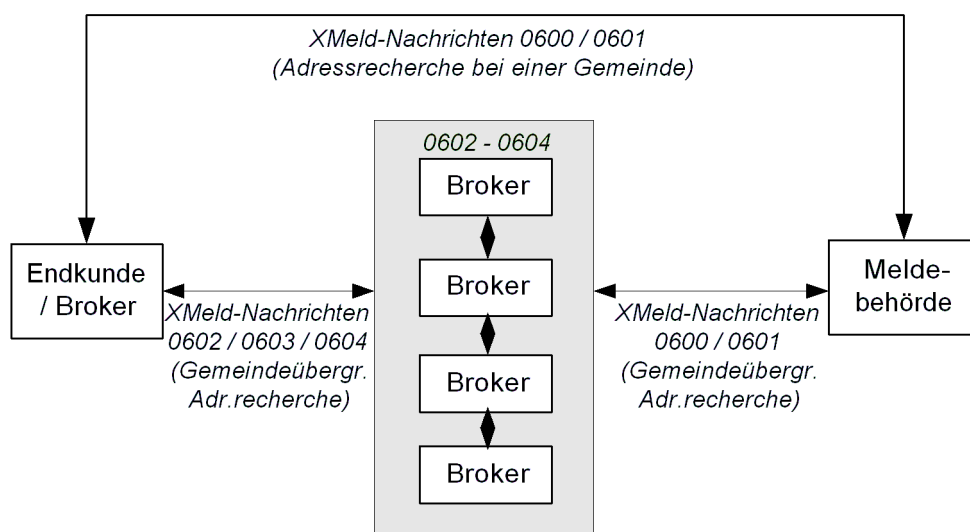 XMeld-Nachrichten 0600 / 0601
(Adressrecherche bei einer Gemeinde)
0602 - 0604
Broker
Broker
Broker
Broker
Endkunde
/ Broker
XMeld-Nachrichten
0602 / 0603 / 0604
(Gemeindeübergr.
Adr.recherche)
XMeld-Nachrichten
0600 / 0601
(Gemeindeübergr.
Adr.recherche)
Melde-
behörde